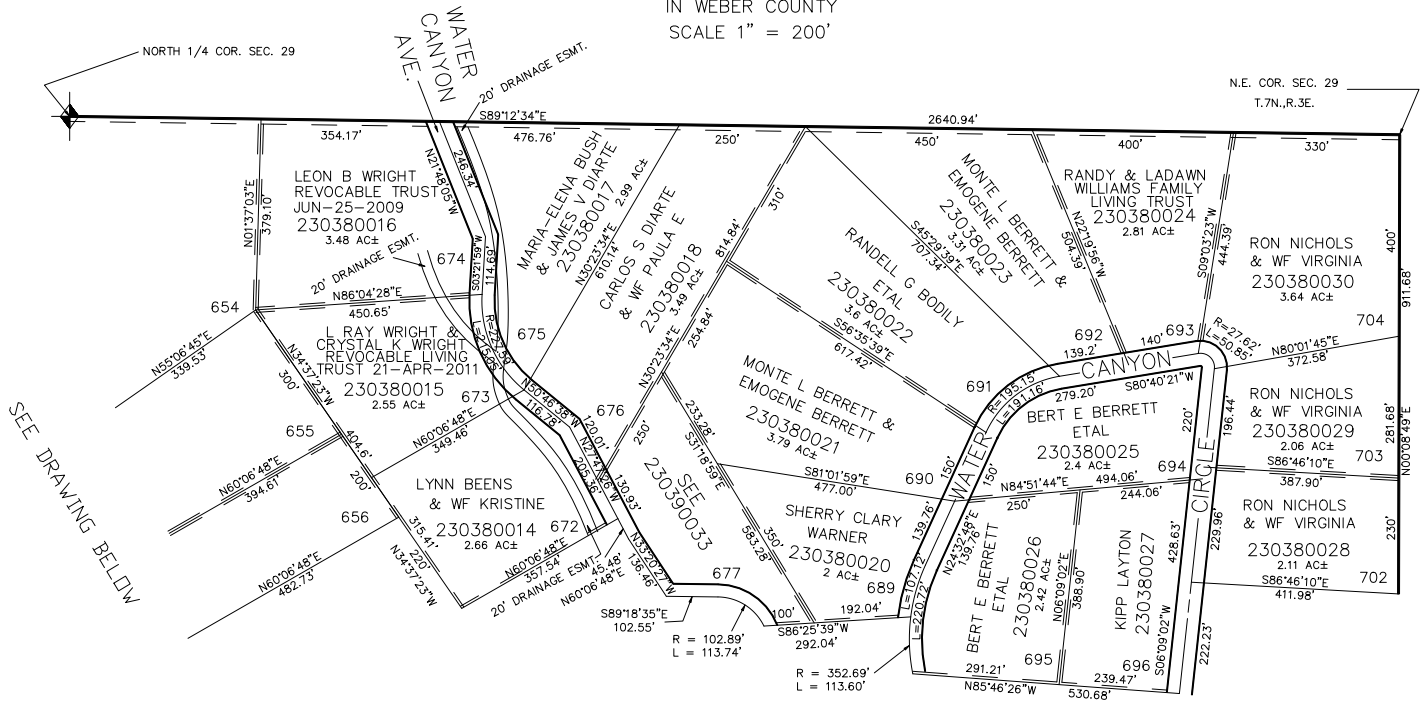 IN WEBER COUNTY
SCALE 1" = 200'
WATER
CANYON
AVE.
NORTH 1/4 COR. SEC. 29
20' DRAINAGE ESMT.
N.E. COR. SEC. 29
T.7N.,R.3E.
S89°12'34"E
2640.94'
354.17'
476.76'
250'
450'
400'
330'
N01°37'03"E
379.10'
LEON B WRIGHT
REVOCABLE TRUST
JUN-25-2009
230380016
3.48 AC±
N21°48'05"W
246.34'
S03°21'59"W
114.69'
674
20' DRAINAGE ESMT.
N86°04'28"E
450.65'
654
N55°06'45"E
339.53'
MARIA-ELENA BUSH
& JAMES V DIARTE
230380017
2.99 AC±
N30°23'34"E
610.14'
CARLOS S DIARTE
& WF PAULA E
230380018
3.49 AC±
310'
814.84'
254.84'
N30°23'34"E
250'
675
R=227.59'
L=215.05'
L RAY WRIGHT &
CRYSTAL K WRIGHT
REVOCABLE LIVING
TRUST 21-APR-2011
230380015
2.55 AC±
673
N34°37'23"W
300'
404.6'
200'
655
N60°06'48"E
394.61'
N60°06'48"E
349.46'
N50°46'38"W
116.78'
120.01'
676
N27°47'26"W
205.36'
130.93'
LYNN BEENS
& WF KRISTINE
230380014
2.66 AC±
672
656
315.41'
220'
N34°37'23"W
N60°06'48"E
482.73'
N60°06'48"E
357.54'
20' DRAINAGE ESMT.
45.48'
N60°06'48"E
N33°20'27"W
136.46'
SEE DRAWING BELOW
SEE
230390033
233.28'
S31°18'59"E
350'
583.28'
677
S89°18'35"E
102.55'
R = 102.89'
L = 113.74'
100'
192.04'
S86°25'39"W
292.04'
RANDELL G BODILY
ETAL
230380022
3.6 AC±
S45°29'39"E
707.34'
S56°35'39"E
617.42'
691
MONTE L BERRETT &
EMOGENE BERRETT
230380023
3.31 AC±
N22°19'56"W
504.39'
692
MONTE L BERRETT &
EMOGENE BERRETT
230380021
3.79 AC±
S81°01'59"E
477.00'
690
SHERRY CLARY
WARNER
230380020
2 AC±
689
RANDY & LADAWN
WILLIAMS FAMILY
LIVING TRUST
230380024
2.81 AC±
S09°03'23"W
444.39'
693
R=27.62'
L=50.85'
RON NICHOLS
& WF VIRGINIA
230380030
3.64 AC±
704
400'
911.68'
N80°01'45"E
372.58'
139.2'
140'
R=195.15'
L=191.16'
WATER CANYON CIRCLE
S80°40'21"W
279.20'
BERT E BERRETT
ETAL
230380025
2.4 AC±
694
220'
196.44'
150'
150'
139.76'
N24°32'48"E
139.76'
L=107.12'
L=220.72'
N84°51'44"E
494.06'
250'
244.06'
RON NICHOLS
& WF VIRGINIA
230380029
2.06 AC±
703
281.68'
N00°08'49"E
S86°46'10"E
387.90'
RON NICHOLS
& WF VIRGINIA
230380028
2.11 AC±
702
230'
S86°46'10"E
411.98'
BERT E BERRETT
ETAL
230380026
2.42 AC±
N06°09'02"E
388.90'
695
KIPP LAYTON
230380027
696
428.63'
S06°09'02"W
229.96'
222.23'
R = 352.69'
L = 113.60'
291.21'
239.47'
N85°46'26"W
530.68'